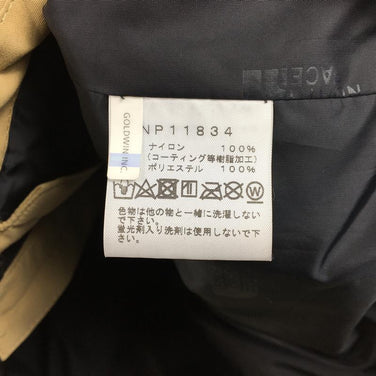 GOLDWIN INC.
NP11834
ナイロン 100%
(コーティング等樹脂加工)
ポリエステル 100%
色物は他の物と一緒に洗濯しない
で下さい。
蛍光剤入り洗剤は使用しないで下
さい。